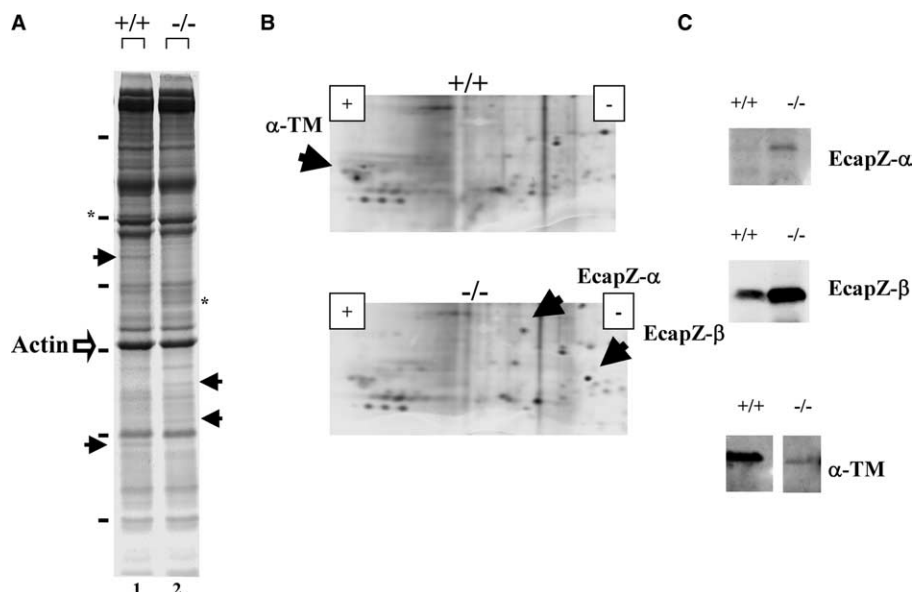 A
+/+ -/-
*
*
Actin
1 2
B
+/+
+ -
α-TM
-/-
EcapZ-α
+ -
EcapZ-β
C
+/+ -/-
EcapZ-α
+/+ -/-
EcapZ-β
+/+ -/-
α-TM